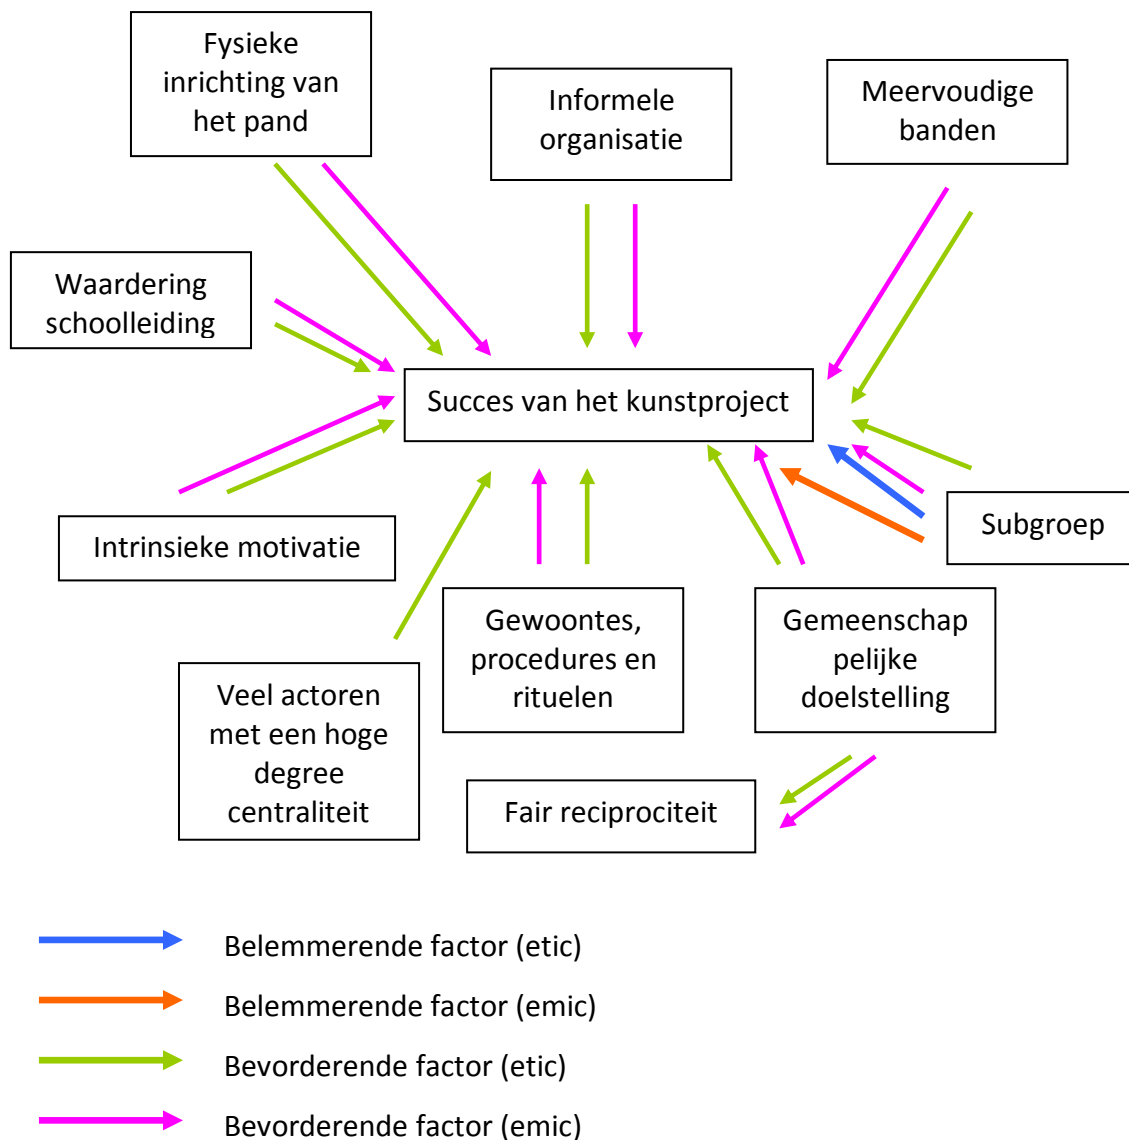 Fysieke
inrichting van
het pand
Informele
organisatie
Meervoudige
banden
Waardering
schoolleiding
Succes van het kunstproject
Intrinsieke motivatie
Subgroep
Veel actoren
met een hoge
degree
centraliteit
Gewoontes,
procedures en
rituelen
Gemeenschap
pelijke
doelstelling
Fair reciprociteit
Belemmerende factor (etic)
Belemmerende factor (emic)
Bevorderende factor (etic)
Bevorderende factor (emic)